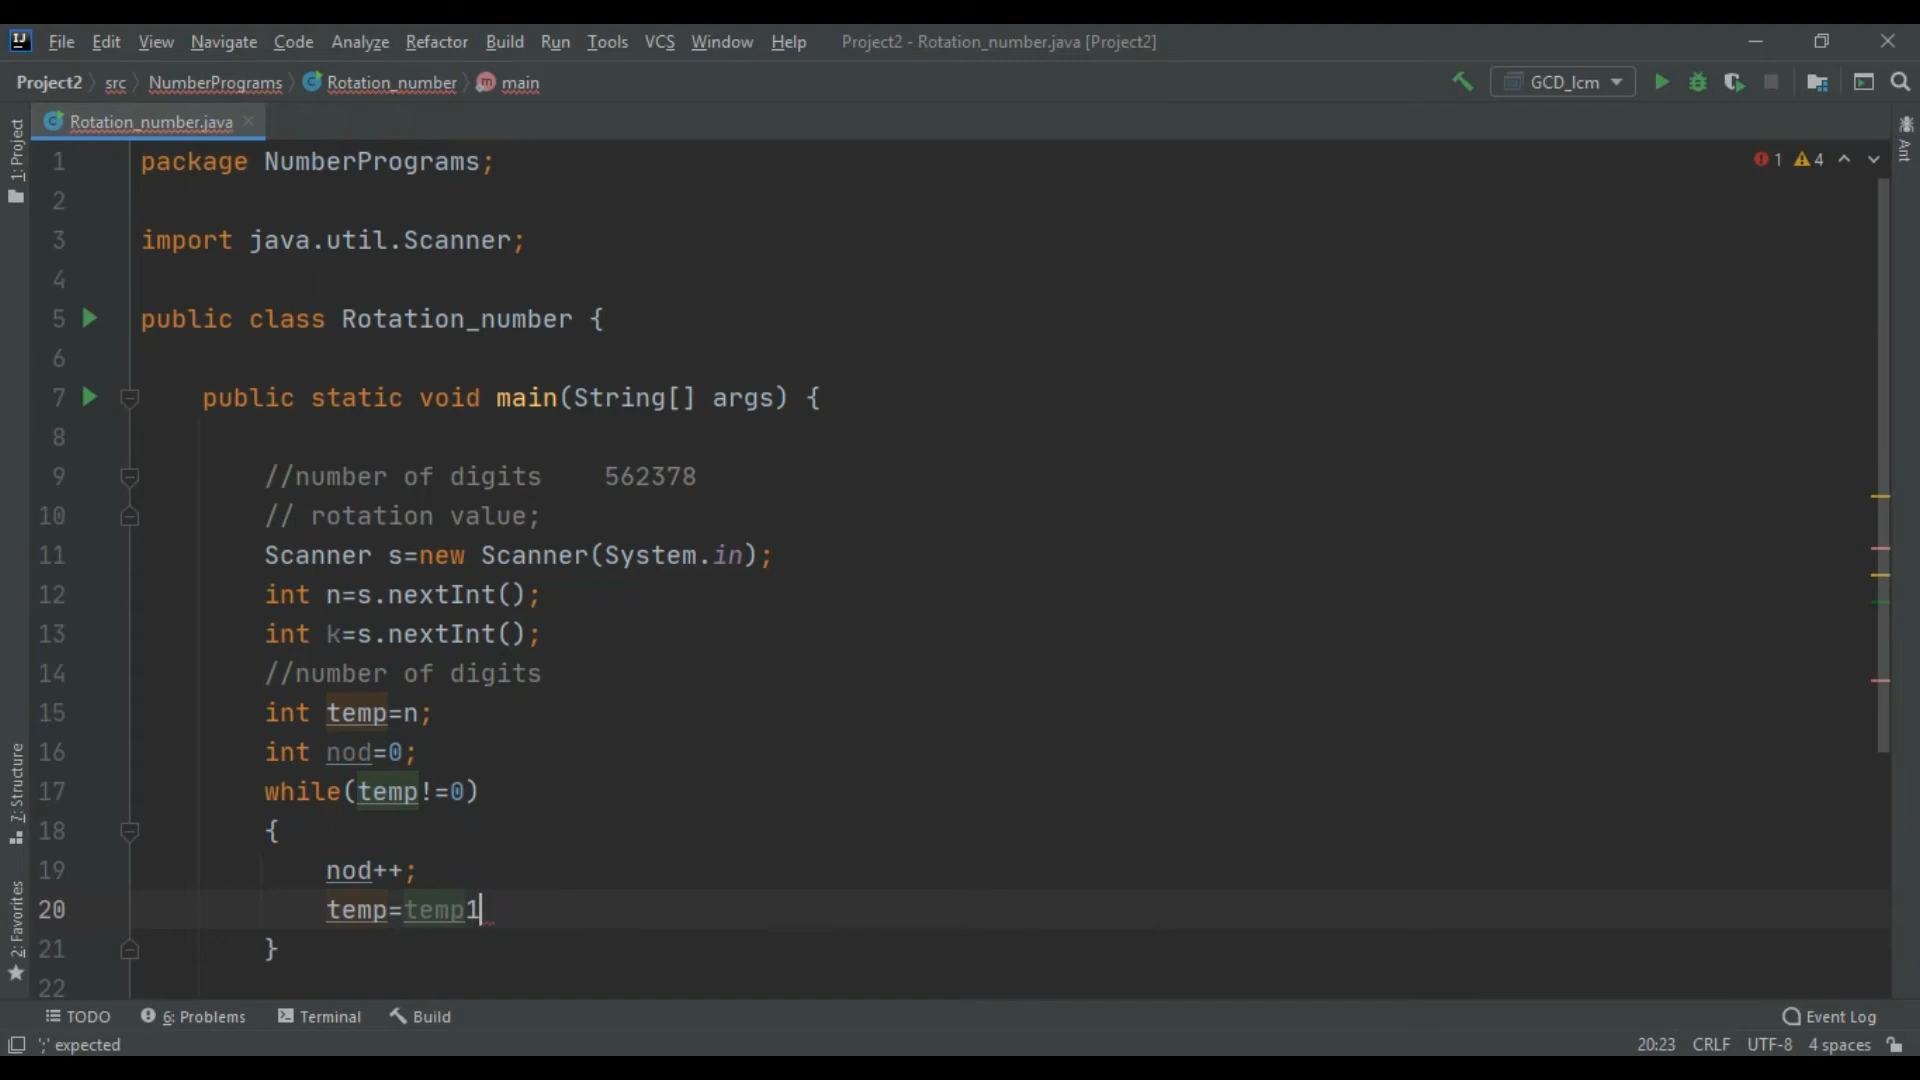 File Edit View Navigate Code Analyze Refactor Build Run Tools VCS Window Help Project2 - Rotation_number.java [Project2]
Project2 src NumberPrograms Rotation_number main GCD_lcm
Rotation_number.java
1: Project
Ant
1 4
1 package NumberPrograms;
2
3 import java.util.Scanner;
4
5 public class Rotation_number {
6
7 public static void main(String[] args) {
8
9 //number of digits    562378
10 // rotation value;
11 Scanner s=new Scanner(System.in);
12 int n=s.nextInt();
13 int k=s.nextInt();
14 //number of digits
15 int temp=n;
16 int nod=0;
17 while(temp!=0)
18 {
19 nod++;
20 temp=temp1
21 }
22
7: Structure
2: Favorites
TODO 6: Problems Terminal Build Event Log
';' expected 20:23 CRLF UTF-8 4 spaces